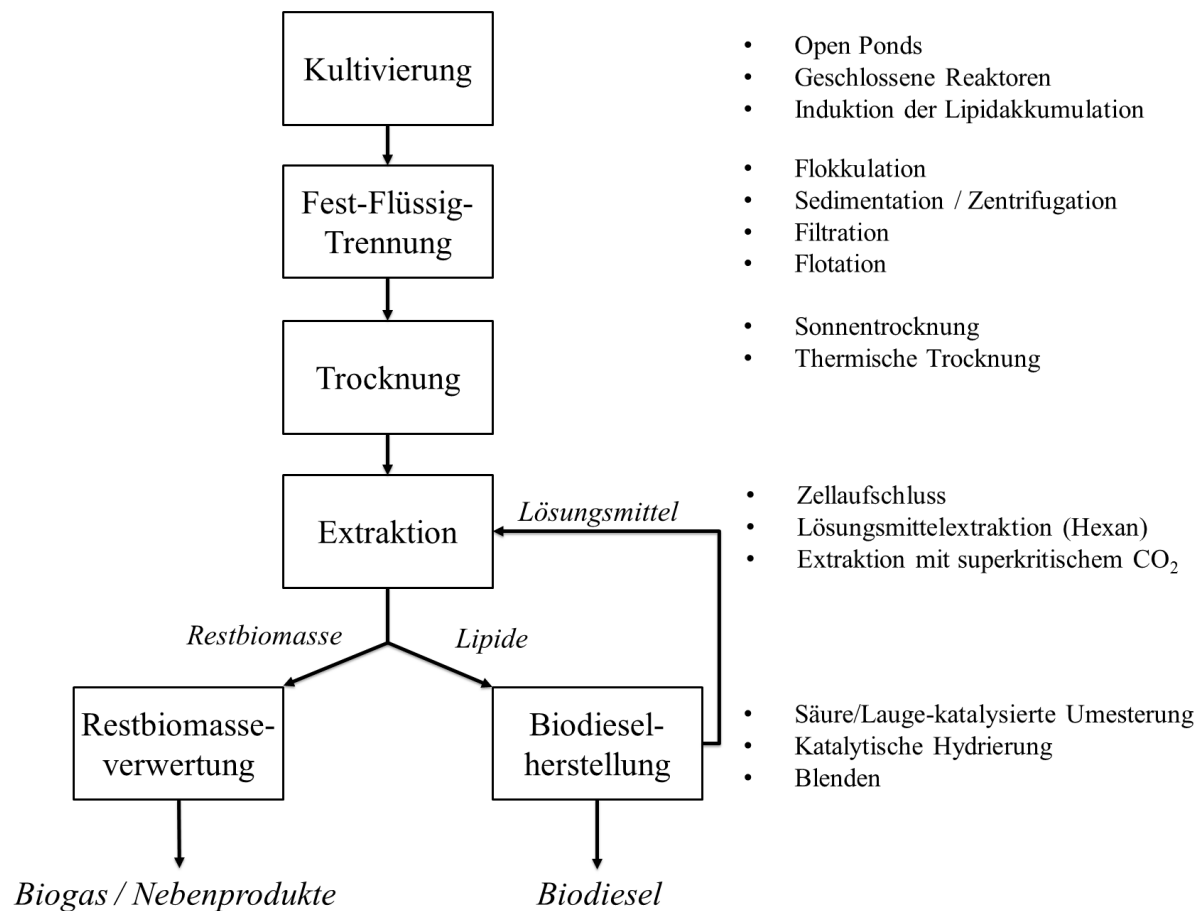 Kultivierung
• Open Ponds
• Geschlossene Reaktoren
• Induktion der Lipidakkumulation
Fest-Flüssig-
Trennung
• Flokkulation
• Sedimentation / Zentrifugation
• Filtration
• Flotation
Trocknung
• Sonnentrocknung
• Thermische Trocknung
Extraktion
Lösungsmittel
• Zellaufschluss
• Lösungsmittelextraktion (Hexan)
• Extraktion mit superkritischem CO₂
Restbiomasse
Lipide
Restbiomasse-
verwertung
Biodiesel-
herstellung
• Säure/Lauge-katalysierte Umesterung
• Katalytische Hydrierung
• Blenden
Biogas / Nebenprodukte
Biodiesel